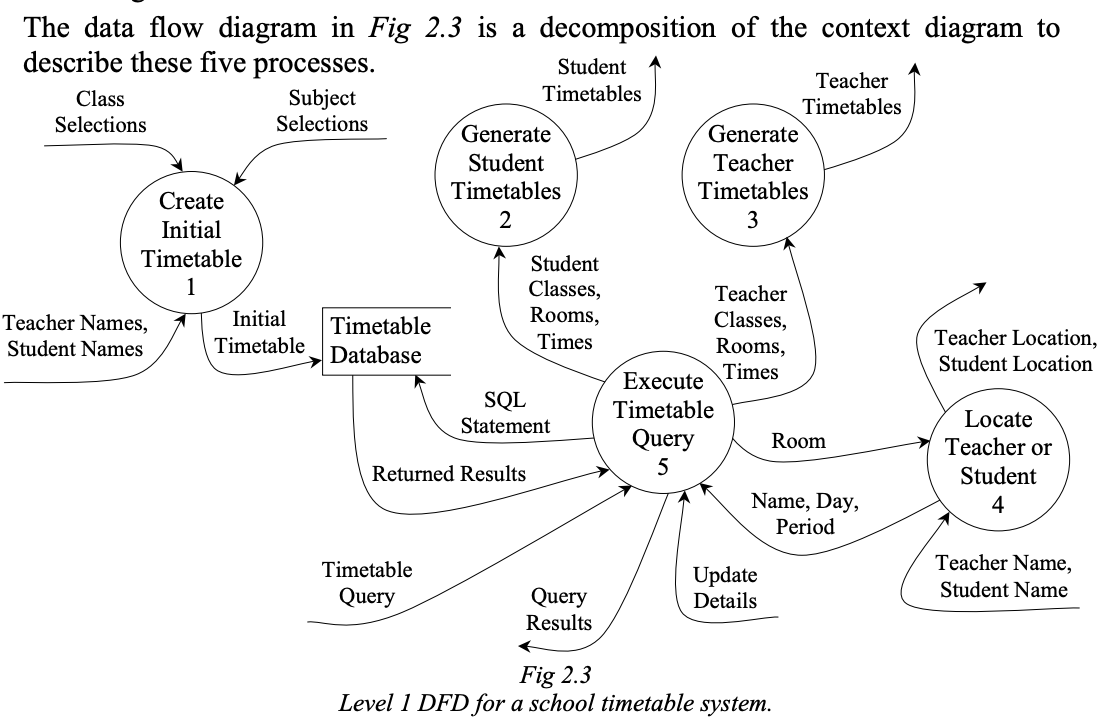 The data flow diagram in Fig 2.3 is a decomposition of the context diagram to
describe these five processes.
Class
Selections
Subject
Selections
Student
Timetables
Teacher
Timetables
Create
Initial
Timetable
1
Generate
Student
Timetables
2
Generate
Teacher
Timetables
3
Teacher Names,
Student Names
Initial
Timetable
Timetable
Database
Student
Classes,
Rooms,
Times
Teacher
Classes,
Rooms,
Times
Teacher Location,
Student Location
SQL
Statement
Execute
Timetable
Query
5
Room
Locate
Teacher or
Student
4
Returned Results
Name, Day,
Period
Timetable
Query
Query
Results
Update
Details
Teacher Name,
Student Name
Fig 2.3
Level 1 DFD for a school timetable system.